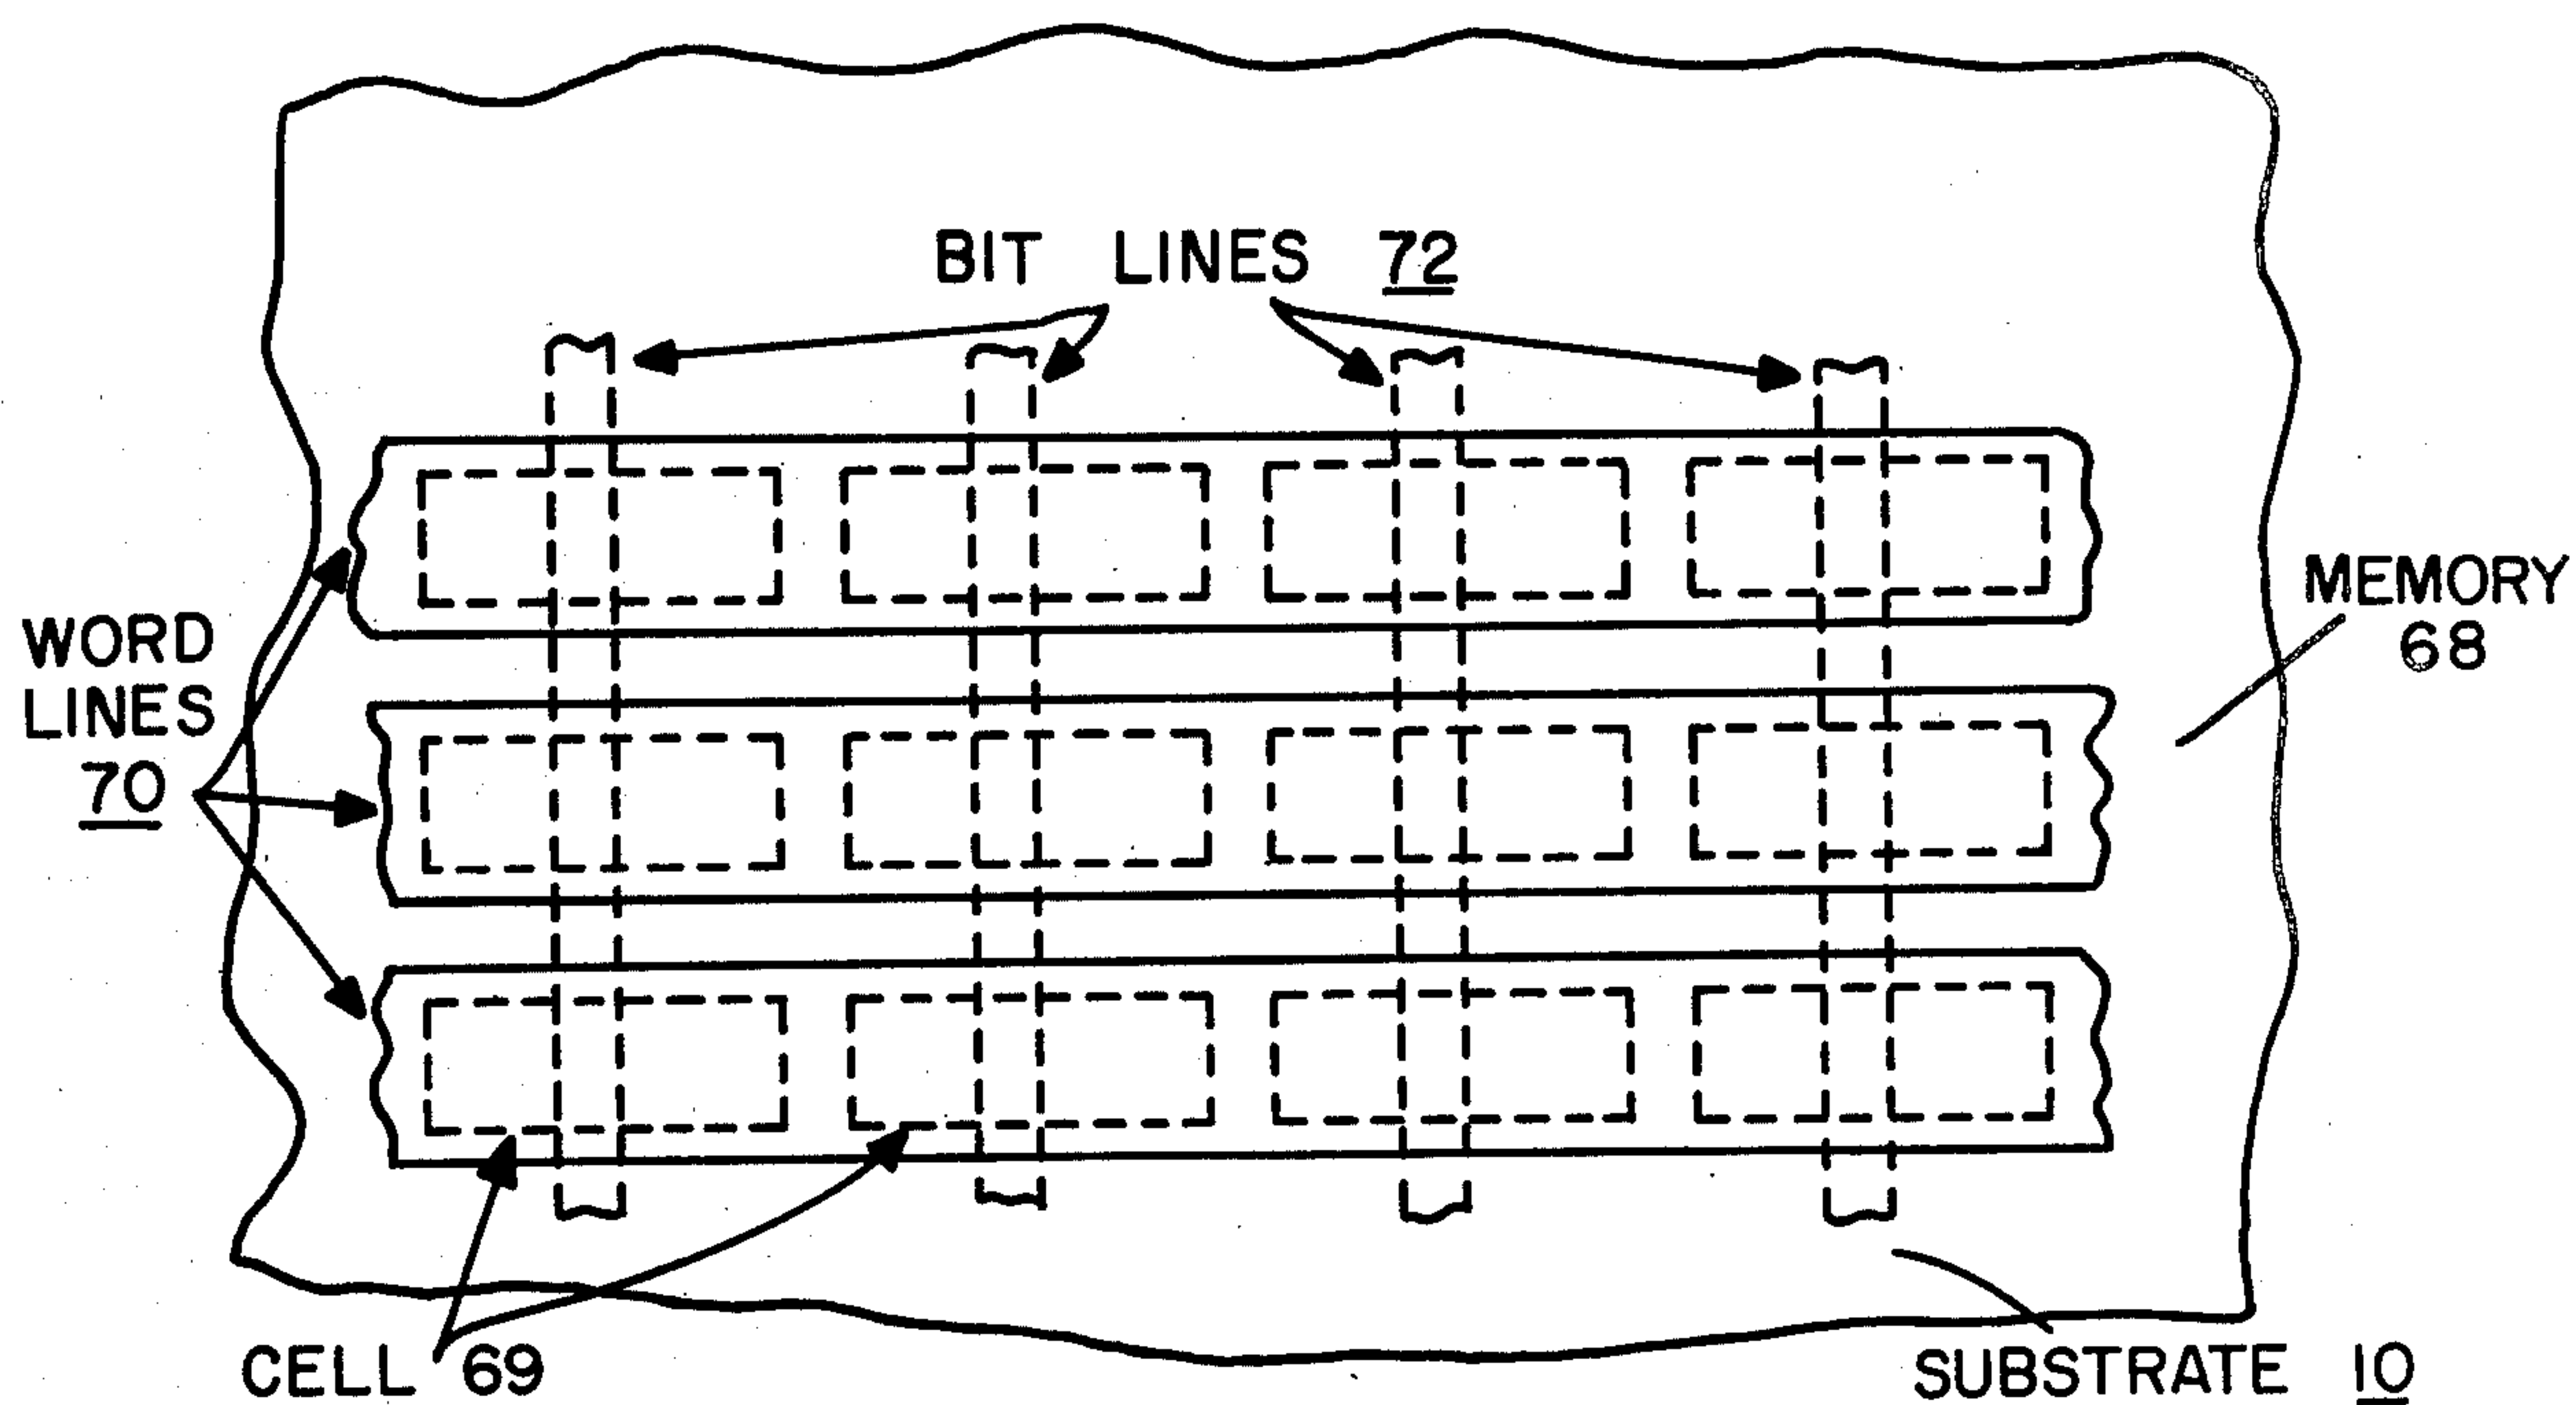 BIT LINES 72
MEMORY
68
WORD
LINES
70
CELL 69
SUBSTRATE 10